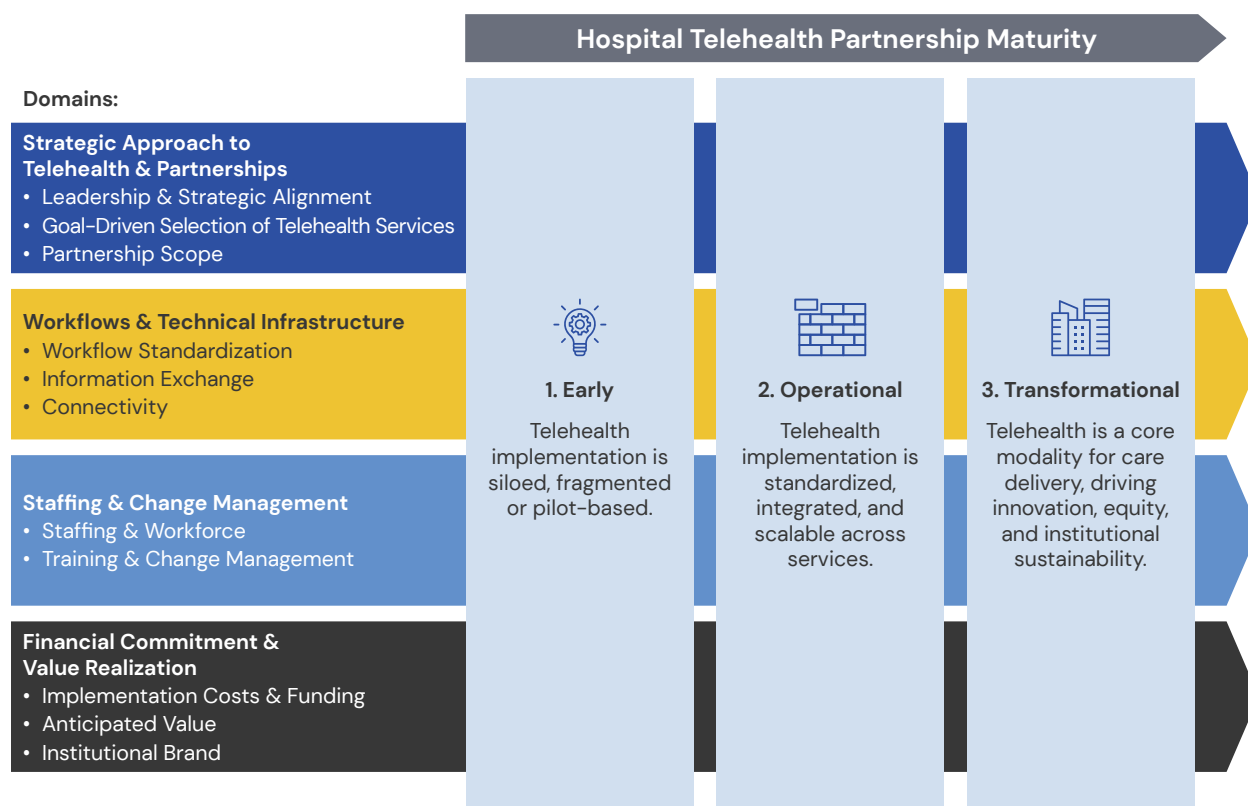 Hospital Telehealth Partnership Maturity
Domains:
Strategic Approach to
Telehealth & Partnerships
• Leadership & Strategic Alignment
• Goal-Driven Selection of Telehealth Services
• Partnership Scope
Workflows & Technical Infrastructure
• Workflow Standardization
• Information Exchange
• Connectivity
Staffing & Change Management
• Staffing & Workforce
• Training & Change Management
Financial Commitment &
Value Realization
• Implementation Costs & Funding
• Anticipated Value
• Institutional Brand
1. Early
Telehealth
implementation is
siloed, fragmented
or pilot-based.
2. Operational
Telehealth
implementation is
standardized,
integrated, and
scalable across
services.
3. Transformational
Telehealth is a core
modality for care
delivery, driving
innovation, equity,
and institutional
sustainability.